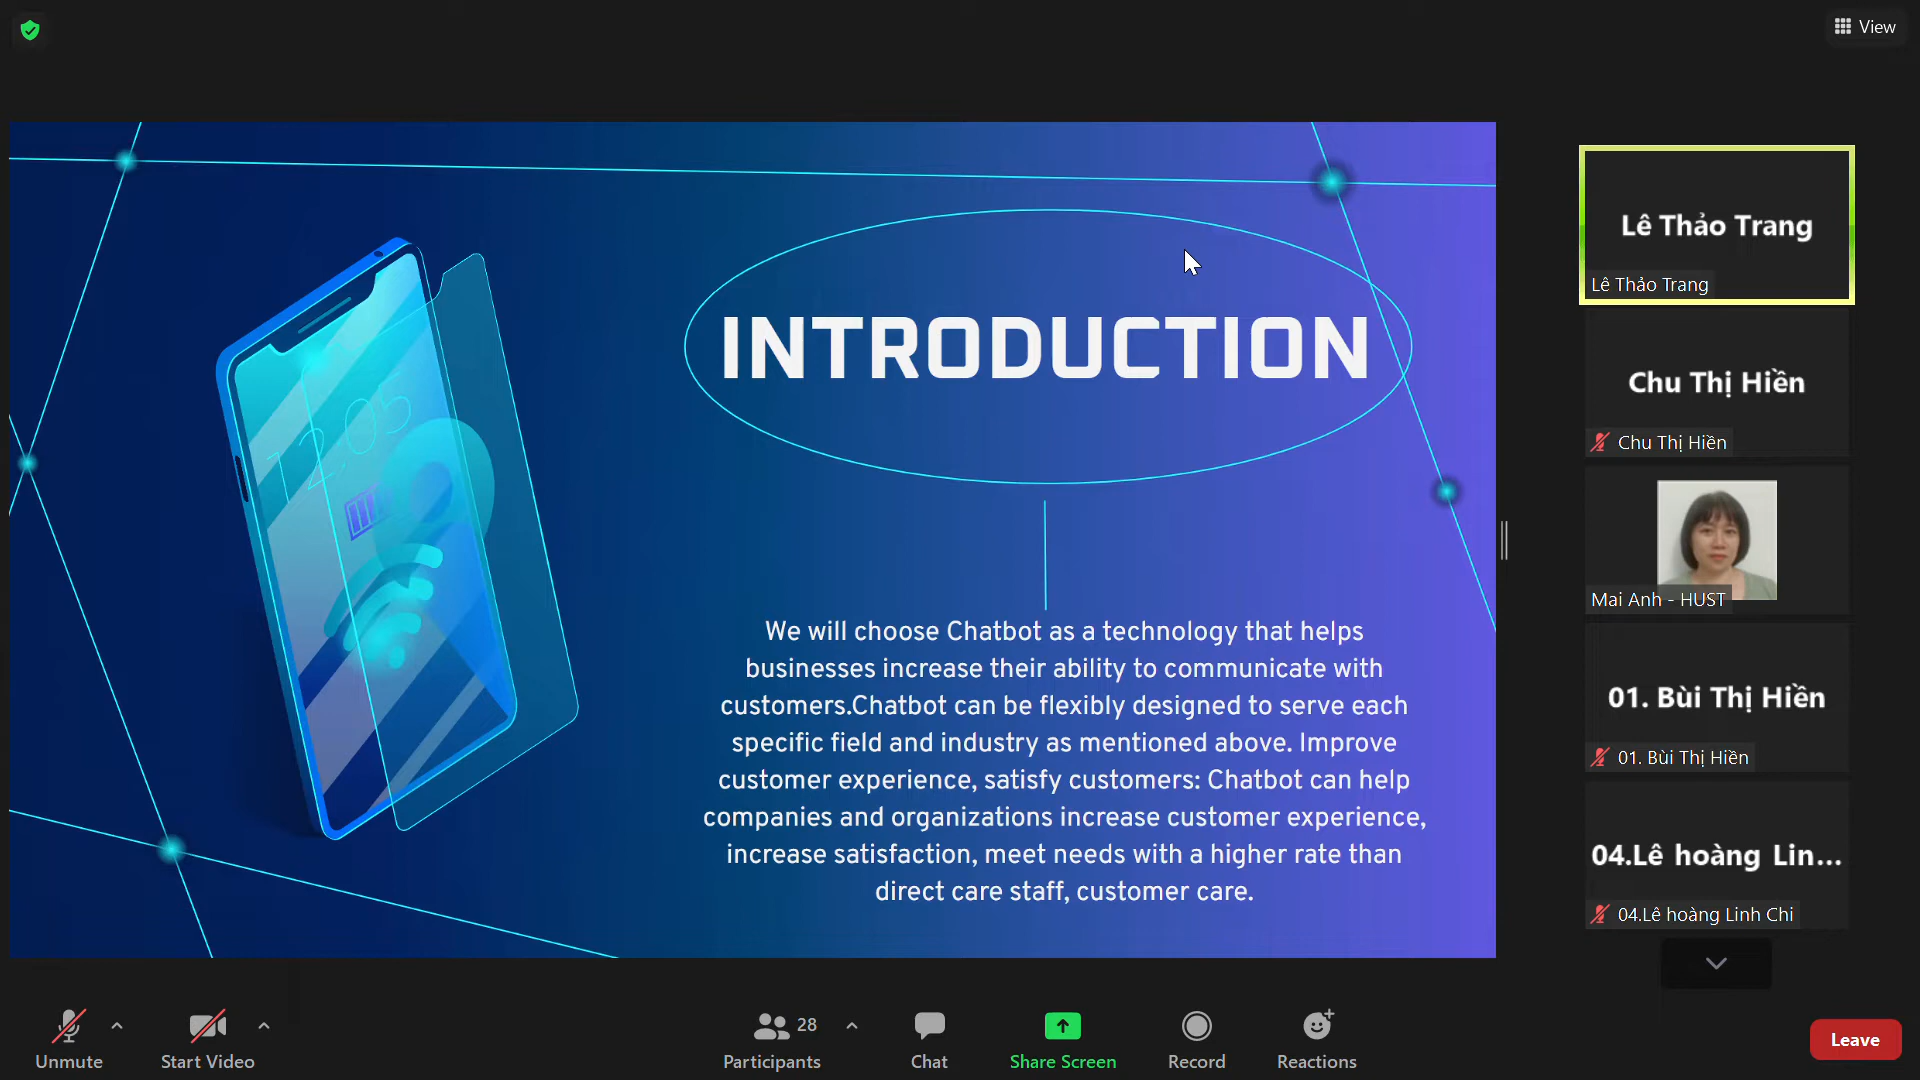 View
INTRODUCTION
12:05
We will choose Chatbot as a technology that helps
businesses increase their ability to communicate with
customers.Chatbot can be flexibly designed to serve each
specific field and industry as mentioned above. Improve
customer experience, satisfy customers: Chatbot can help
companies and organizations increase customer experience,
increase satisfaction, meet needs with a higher rate than
direct care staff, customer care.
Lê Thảo Trang
Lê Thảo Trang
Chu Thị Hiền
Chu Thị Hiền
Mai Anh - HUST
01. Bùi Thị Hiền
01. Bùi Thị Hiền
04.Lê hoàng Lin...
04.Lê hoàng Linh Chi
Unmute
Start Video
28
Participants
Chat
Share Screen
Record
Reactions
Leave